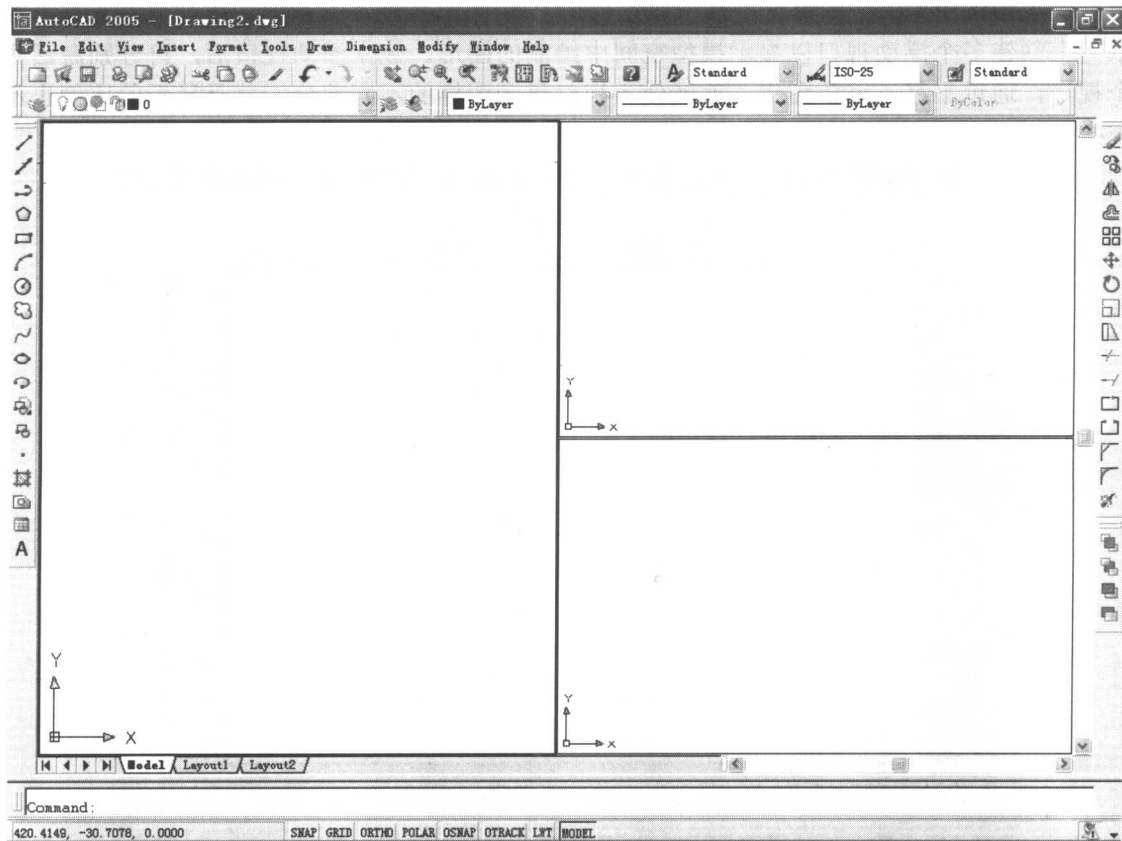 AutoCAD 2005 - [Drawing2.dwg]
File Edit View Insert Format Tools Draw Dimension Modify Window Help
Standard ISO-25 Standard
0 ByLayer ByLayer ByLayer ByColor
Y
X
Y
X
Y
X
A
Model Layout1 Layout2
Command:
420.4149, -30.7078, 0.0000 SNAP GRID ORTHO POLAR OSNAP OTRACK LWT MODEL